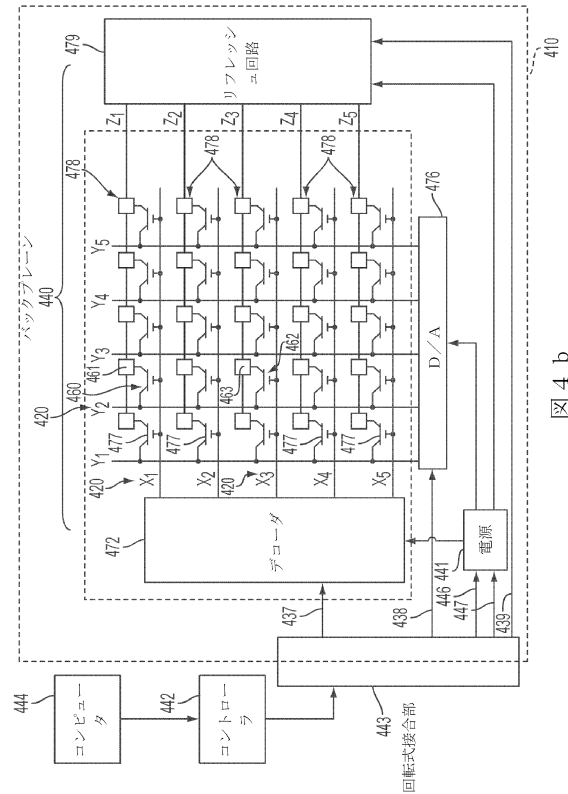 410
バックプレーン
440
479
リフレッシ
ュ回路
Z1
Z2
Z3
Z4
Z5
478
478
478
Y1
Y2
Y3
Y4
Y5
420
460
461
462
463
477
477
477
477
420
420
X1
X2
X3
X4
X5
472
デコーダ
476
D/A
437
438
441
電源
446
447
439
444
コンピュー
タ
442
コントロー
ラ
443
回転式接合部
図4b